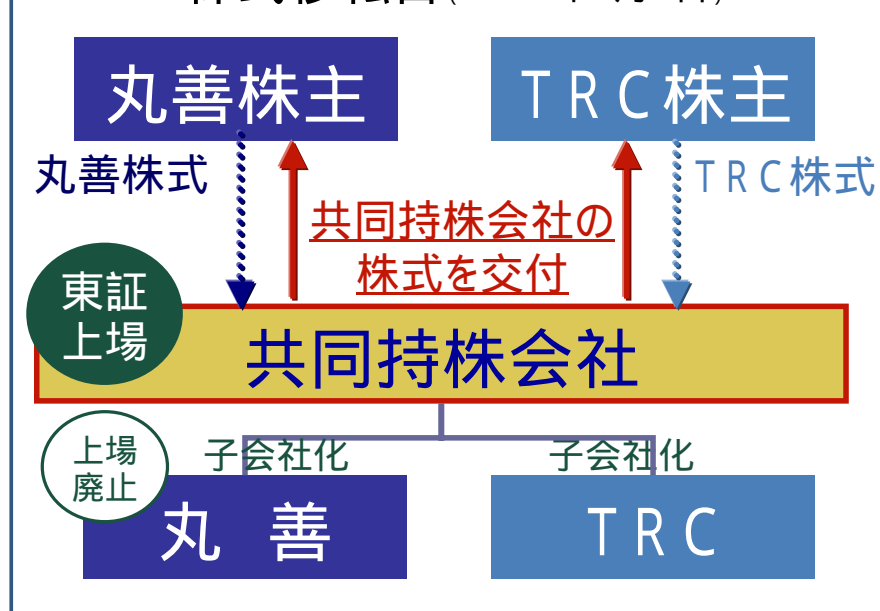 丸善株主
TRC株主
丸善株式
TRC株式
共同持株会社の
株式を交付
東証
上場
共同持株会社
上場
廃止
子会社化
子会社化
丸 善
TRC